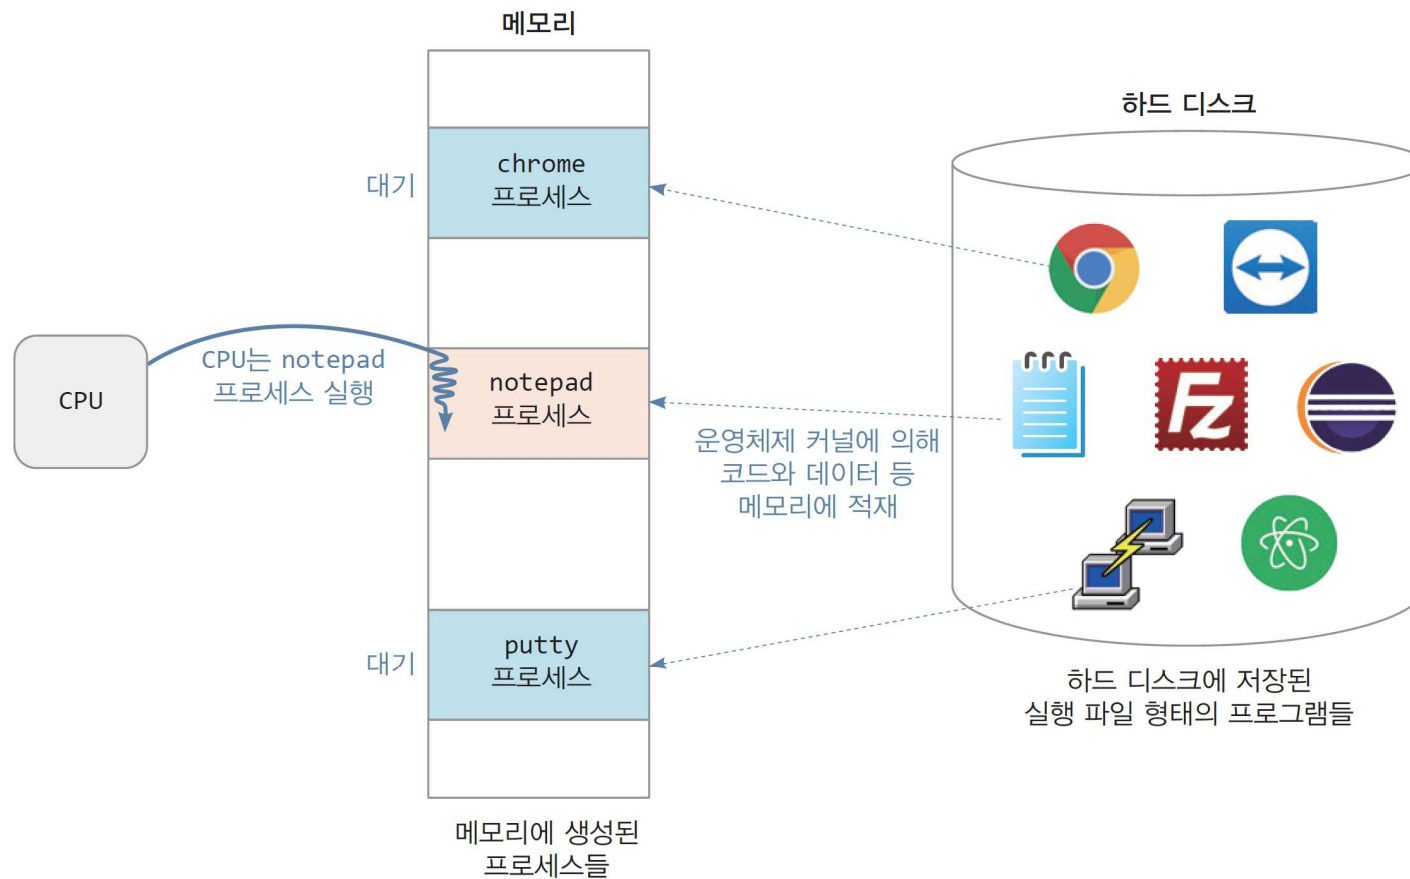 메모리
하드 디스크
chrome
프로세스
대기
CPU
CPU는 notepad
프로세스 실행
notepad
프로세스
운영체제 커널에 의해
코드와 데이터 등
메모리에 적재
Fz
putty
프로세스
대기
하드 디스크에 저장된
실행 파일 형태의 프로그램들
메모리에 생성된
프로세스들